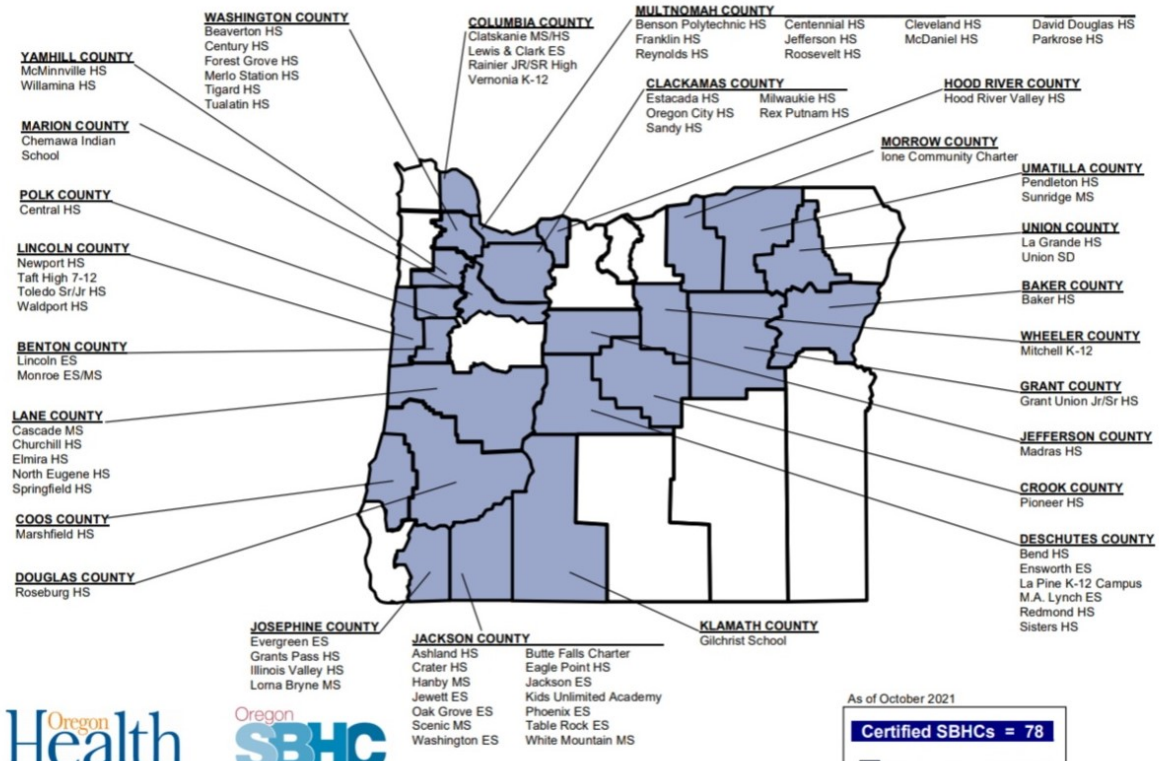 WASHINGTON COUNTY
Beaverton HS
Century HS
Forest Grove HS
Merlo Station HS
Tigard HS
Tualatin HS
COLUMBIA COUNTY
Clatskanie MS/HS
Lewis & Clark ES
Rainier JR/SR High
Vernonia K-12
MULTNOMAH COUNTY
Benson Polytechnic HS Centennial HS Cleveland HS David Douglas HS
Franklin HS Jefferson HS McDaniel HS Parkrose HS
Reynolds HS Roosevelt HS
YAMHILL COUNTY
McMinnville HS
Willamina HS
CLACKAMAS COUNTY
Estacada HS Milwaukie HS
Oregon City HS Rex Putnam HS
Sandy HS
HOOD RIVER COUNTY
Hood River Valley HS
MARION COUNTY
Chemawa Indian
School
MORROW COUNTY
Ione Community Charter
UMATILLA COUNTY
Pendleton HS
Sunridge MS
POLK COUNTY
Central HS
UNION COUNTY
La Grande HS
Union SD
LINCOLN COUNTY
Newport HS
Taft High 7-12
Toledo Sr/Jr HS
Waldport HS
BAKER COUNTY
Baker HS
WHEELER COUNTY
Mitchell K-12
BENTON COUNTY
Lincoln ES
Monroe ES/MS
GRANT COUNTY
Grant Union Jr/Sr HS
LANE COUNTY
Cascade MS
Churchill HS
Elmira HS
North Eugene HS
Springfield HS
JEFFERSON COUNTY
Madras HS
CROOK COUNTY
Pioneer HS
COOS COUNTY
Marshfield HS
DESCHUTES COUNTY
Bend HS
Ensworth ES
La Pine K-12 Campus
M.A. Lynch ES
Redmond HS
Sisters HS
DOUGLAS COUNTY
Roseburg HS
JOSEPHINE COUNTY
Evergreen ES
Grants Pass HS
Illinois Valley HS
Lorna Bryne MS
JACKSON COUNTY
Ashland HS Butte Falls Charter
Crater HS Eagle Point HS
Hanby MS Jackson ES
Jewett ES Kids Unlimited Academy
Oak Grove ES Phoenix ES
Scenic MS Table Rock ES
Washington ES White Mountain MS
KLAMATH COUNTY
Gilchrist School
Oregon
Health
Oregon
SBHC
As of October 2021
Certified SBHCs = 78